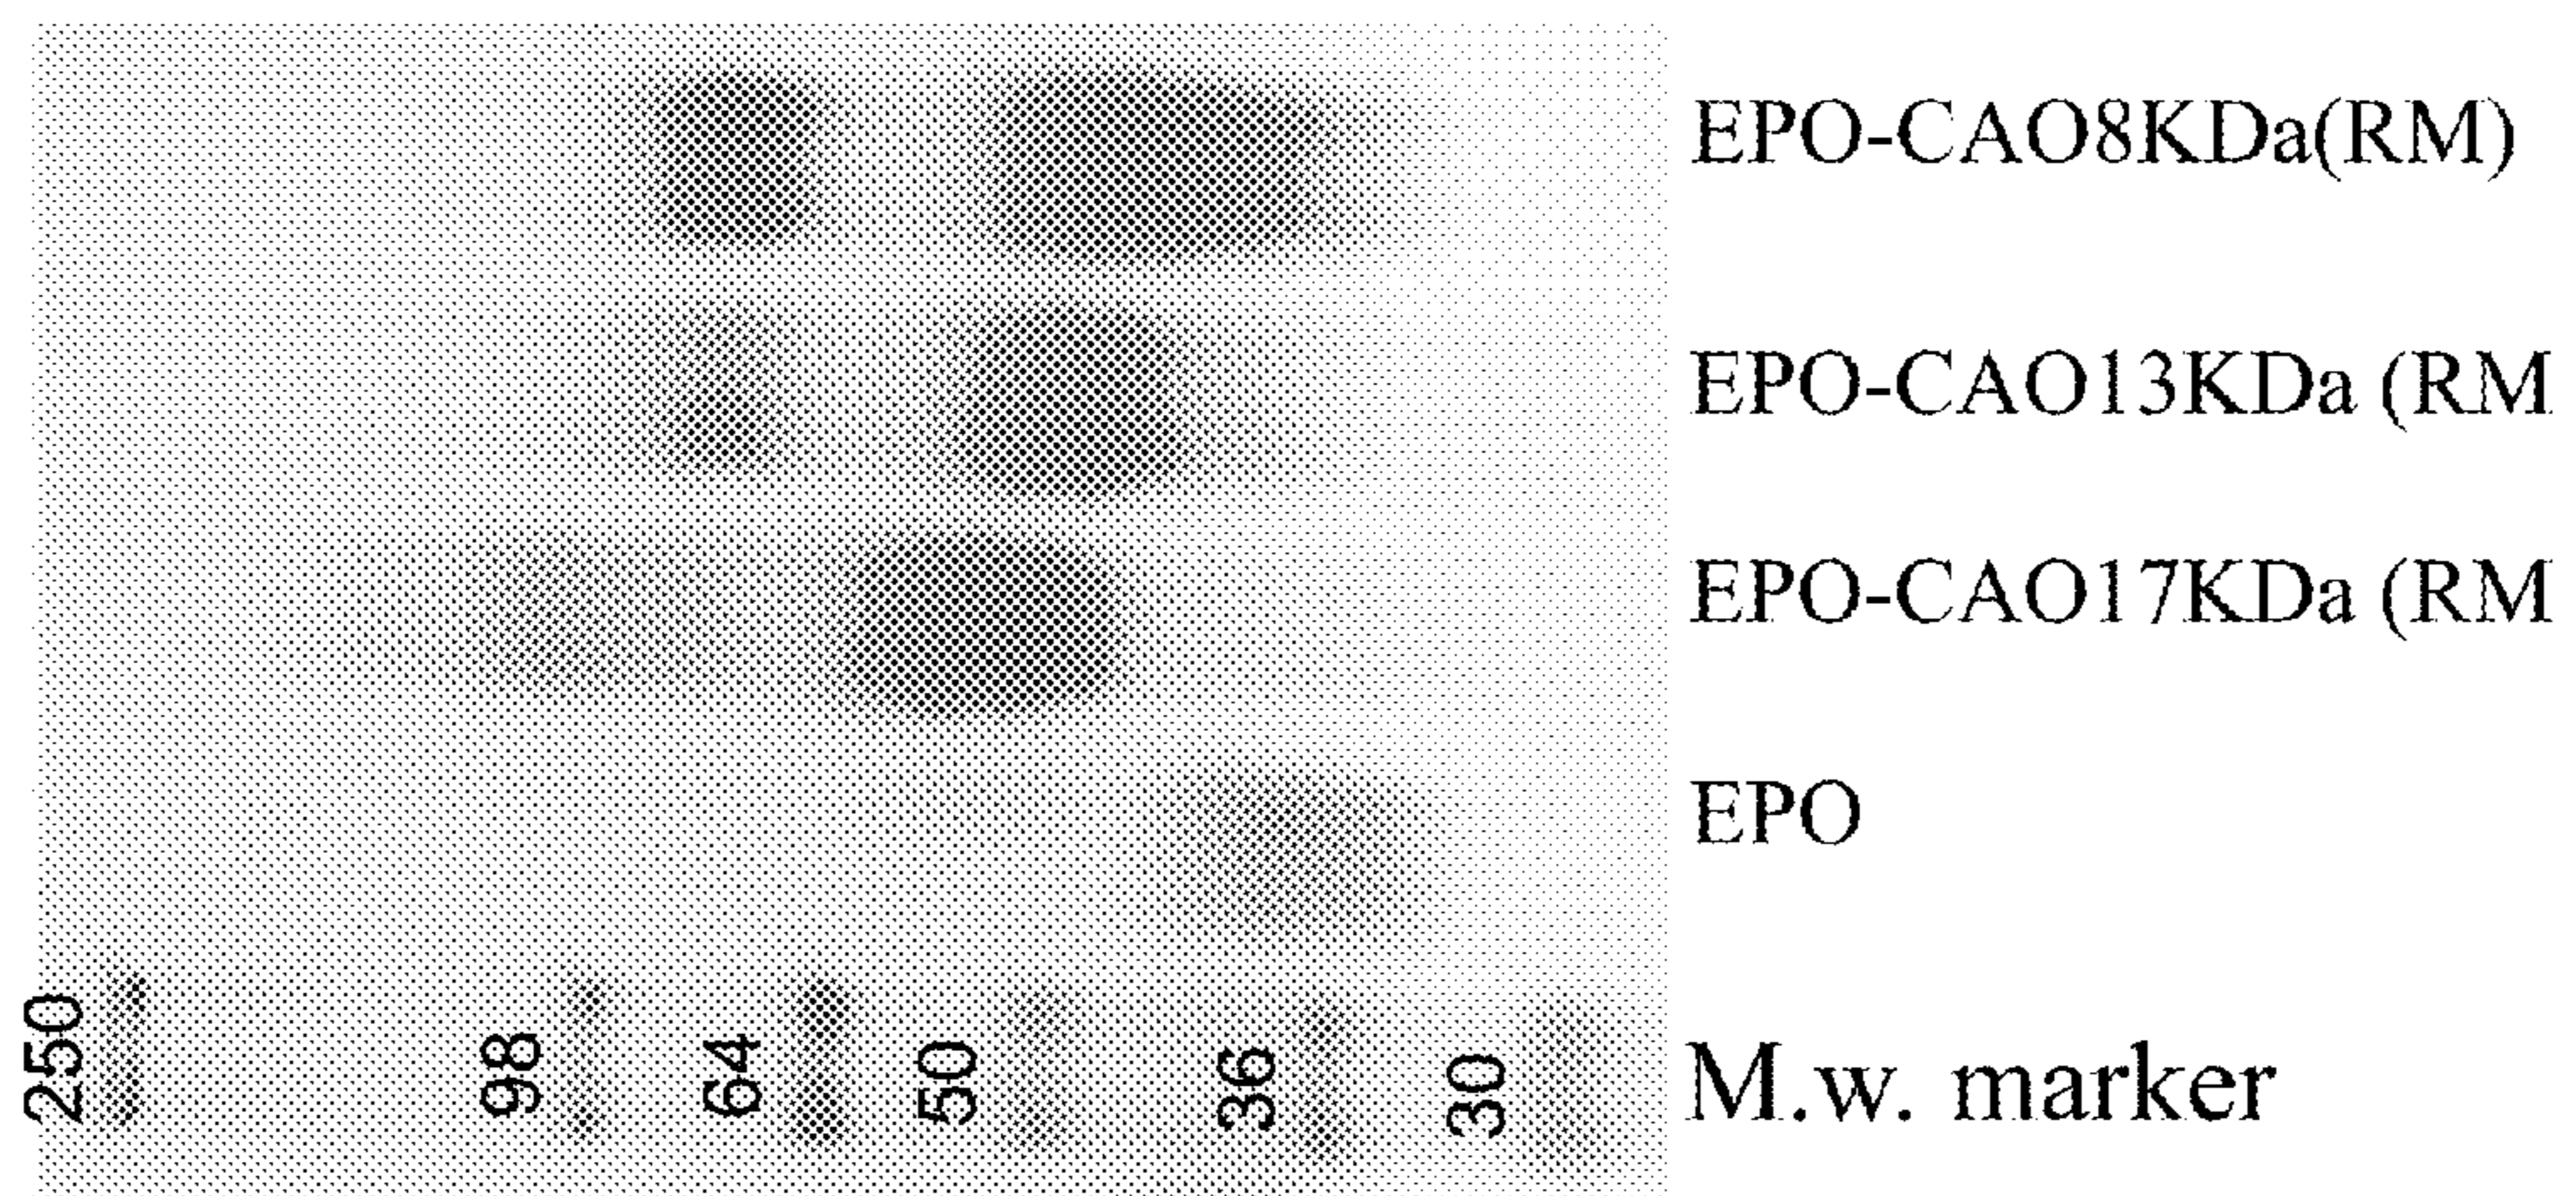 EPO-CAO8KDa(RM)
EPO-CAO13KDa (RM
EPO-CAO17KDa (RM
EPO
250 98 64 50 36 30 M.w. marker